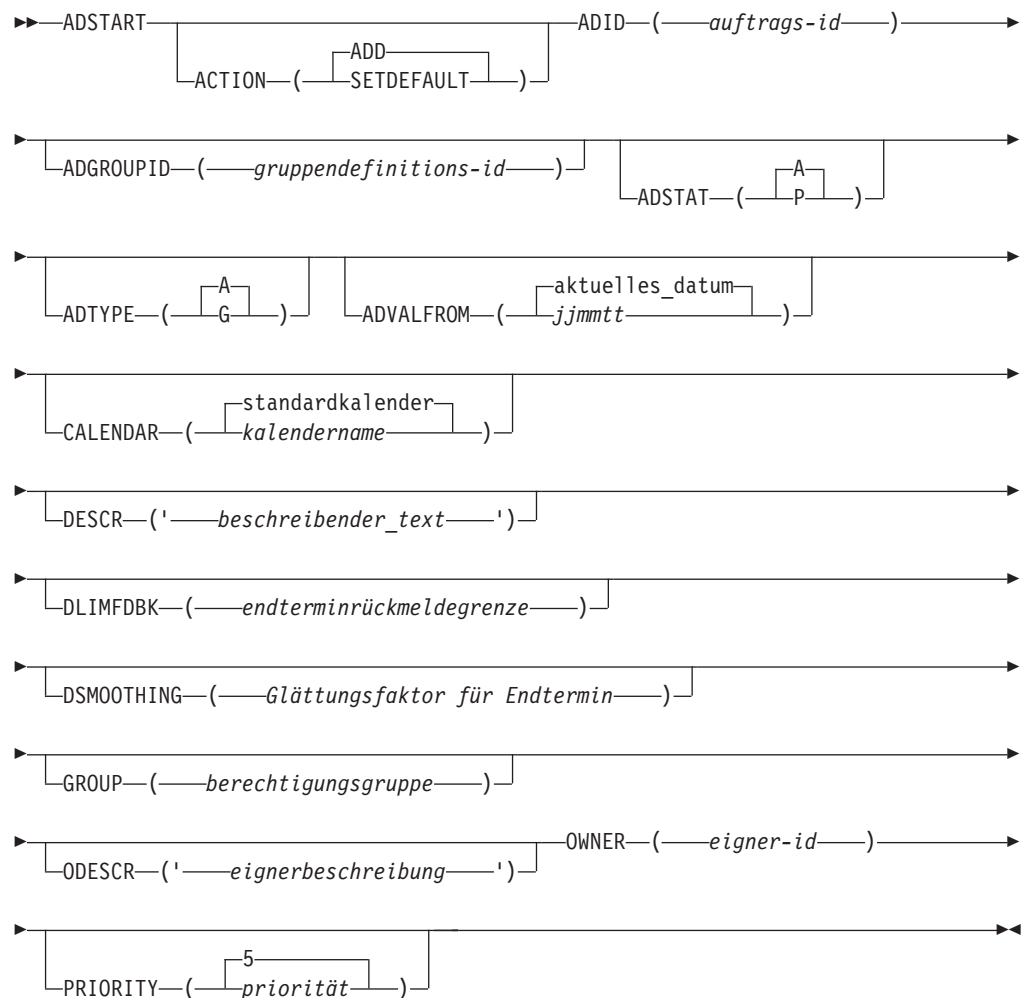 ADSTART ADID ( auftrags-id )
ADD
ACTION ( SETDEFAULT )
ADGROUPID ( gruppendefinitions-id )
A
ADSTAT ( P )
A aktuelles_datum
ADTYPE ( G ) ADVALFROM ( jjmmtt )
standardkalender
CALENDAR ( kalendername )
DESCR (' beschreibender_text ')
DLIMFDBK ( endterminrückmeldegrenze )
DSMOOTHING ( Glättungsfaktor für Endtermin )
GROUP ( berechtigungsgruppe )
OWNER ( eigner-id )
ODESCR (' eignerbeschreibung ')
5
PRIORITY ( priorität )